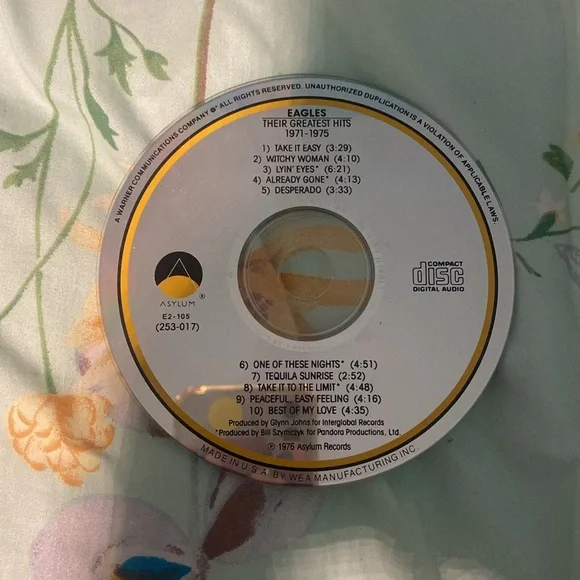 A WARNER COMMUNICATIONS COMPANY ℗* ALL RIGHTS RESERVED. UNAUTHORIZED DUPLICATION IS A VIOLATION OF APPLICABLE LAWS.
EAGLES
THEIR GREATEST HITS
1971-1975
1) TAKE IT EASY (3:29)
2) WITCHY WOMAN (4:10)
3) LYIN' EYES* (6:21)
4) ALREADY GONE* (4:13)
5) DESPERADO (3:33)
ASYLUM ®
E2-105
(253-017)
COMPACT
disc
DIGITAL AUDIO
6) ONE OF THESE NIGHTS* (4:51)
7) TEQUILA SUNRISE (2:52)
8) TAKE IT TO THE LIMIT* (4:48)
9) PEACEFUL, EASY FEELING (4:16)
10) BEST OF MY LOVE (4:35)
Produced by Glynn Johns for Interglobal Records
*Produced by Bill Szymczyk for Pandora Productions, Ltd.
℗ 1976 Asylum Records
MADE IN U.S.A. BY WEA MANUFACTURING INC.